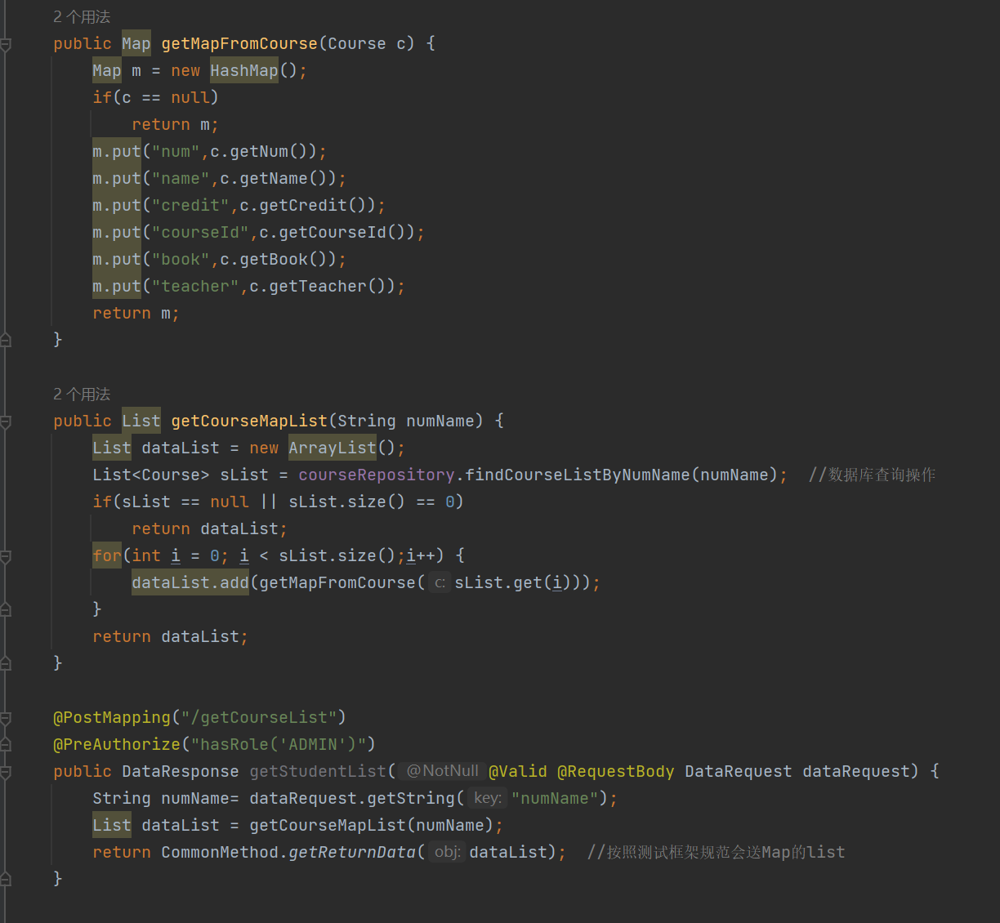 2 个用法
public Map getMapFromCourse(Course c) {
Map m = new HashMap();
if(c == null)
return m;
m.put("num",c.getNum());
m.put("name",c.getName());
m.put("credit",c.getCredit());
m.put("courseId",c.getCourseId());
m.put("book",c.getBook());
m.put("teacher",c.getTeacher());
return m;
}
2 个用法
public List getCourseMapList(String numName) {
List dataList = new ArrayList();
List<Course> sList = courseRepository.findCourseListByNumName(numName);  //数据库查询操作
if(sList == null || sList.size() == 0)
return dataList;
for(int i = 0; i < sList.size();i++) {
dataList.add(getMapFromCourse( c: sList.get(i)));
}
return dataList;
}
@PostMapping("/getCourseList")
@PreAuthorize("hasRole('ADMIN')")
public DataResponse getStudentList( @NotNull @Valid @RequestBody DataRequest dataRequest) {
String numName= dataRequest.getString( key: "numName");
List dataList = getCourseMapList(numName);
return CommonMethod.getReturnData( obj: dataList);  //按照测试框架规范会送Map的list
}